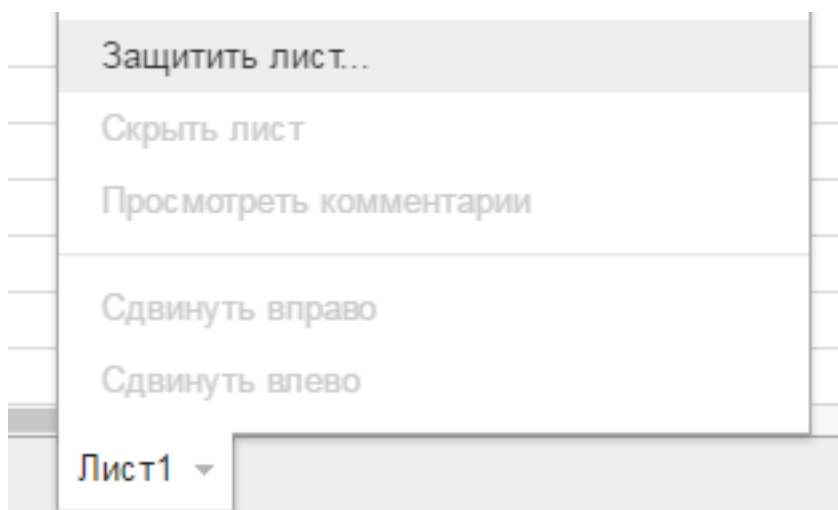 Защитить лист...
Скрыть лист
Просмотреть комментарии
Сдвинуть вправо
Сдвинуть влево
Лист1